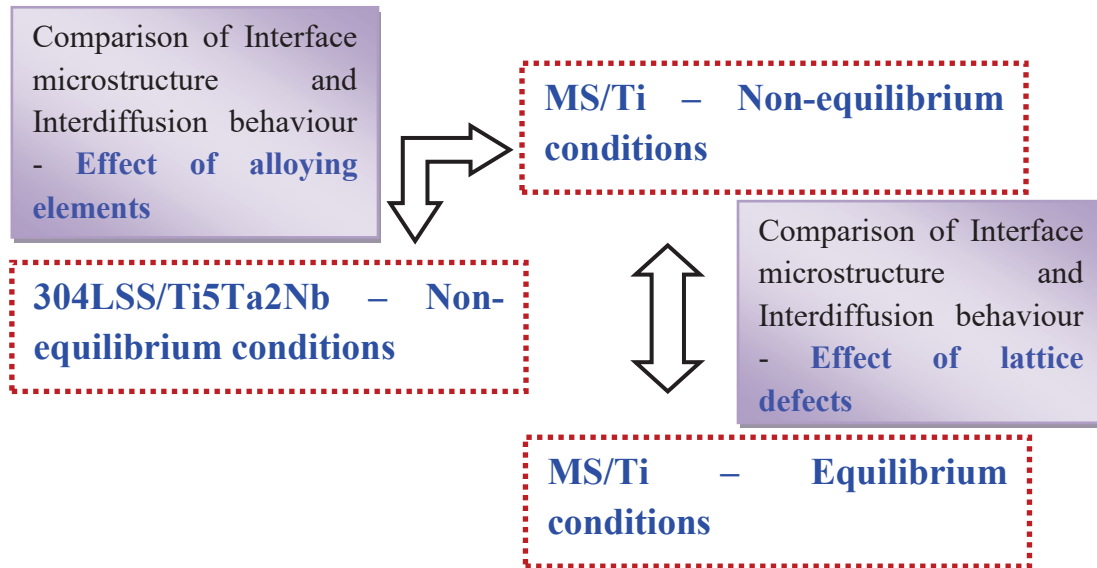 Comparison of Interface
microstructure and
Interdiffusion behaviour
- Effect of alloying
elements
MS/Ti – Non-equilibrium
conditions
304LSS/Ti5Ta2Nb – Non-
equilibrium conditions
Comparison of Interface
microstructure and
Interdiffusion behaviour
- Effect of lattice
defects
MS/Ti – Equilibrium
conditions